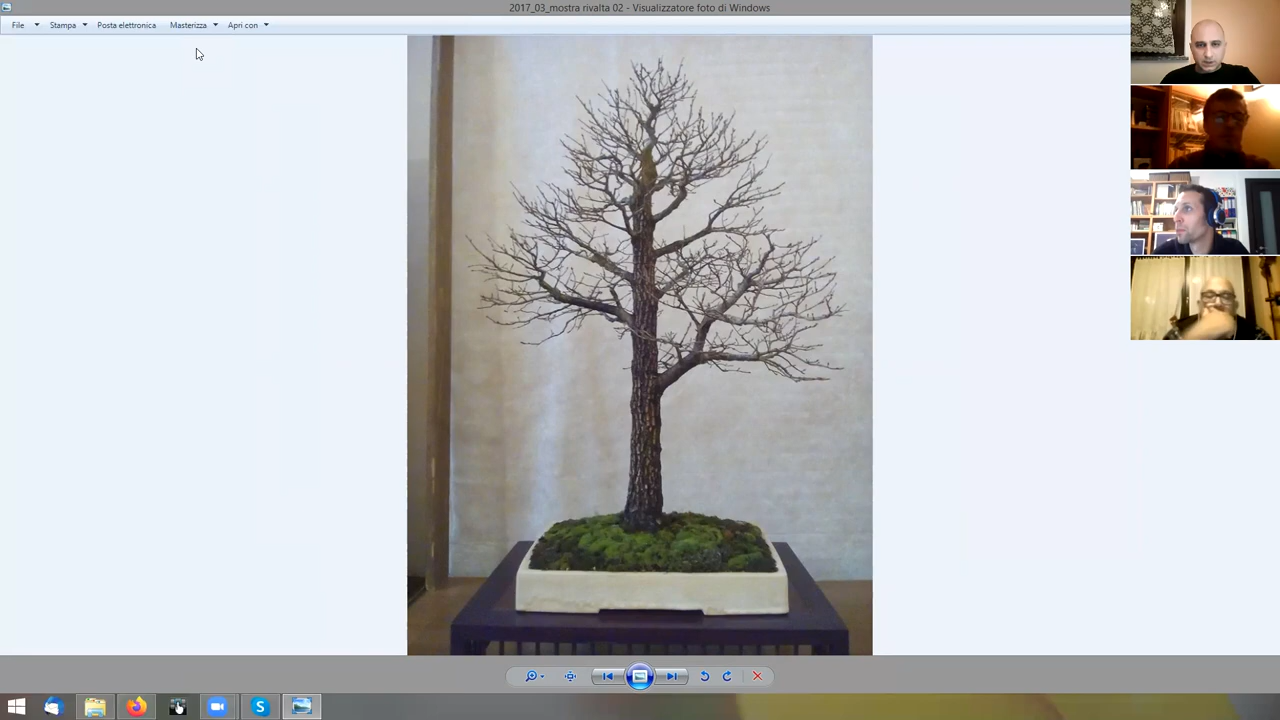 2017_03_mostra rivalta 02 - Visualizzatore foto di Windows
File Stampa Posta elettronica Masterizza Apri con